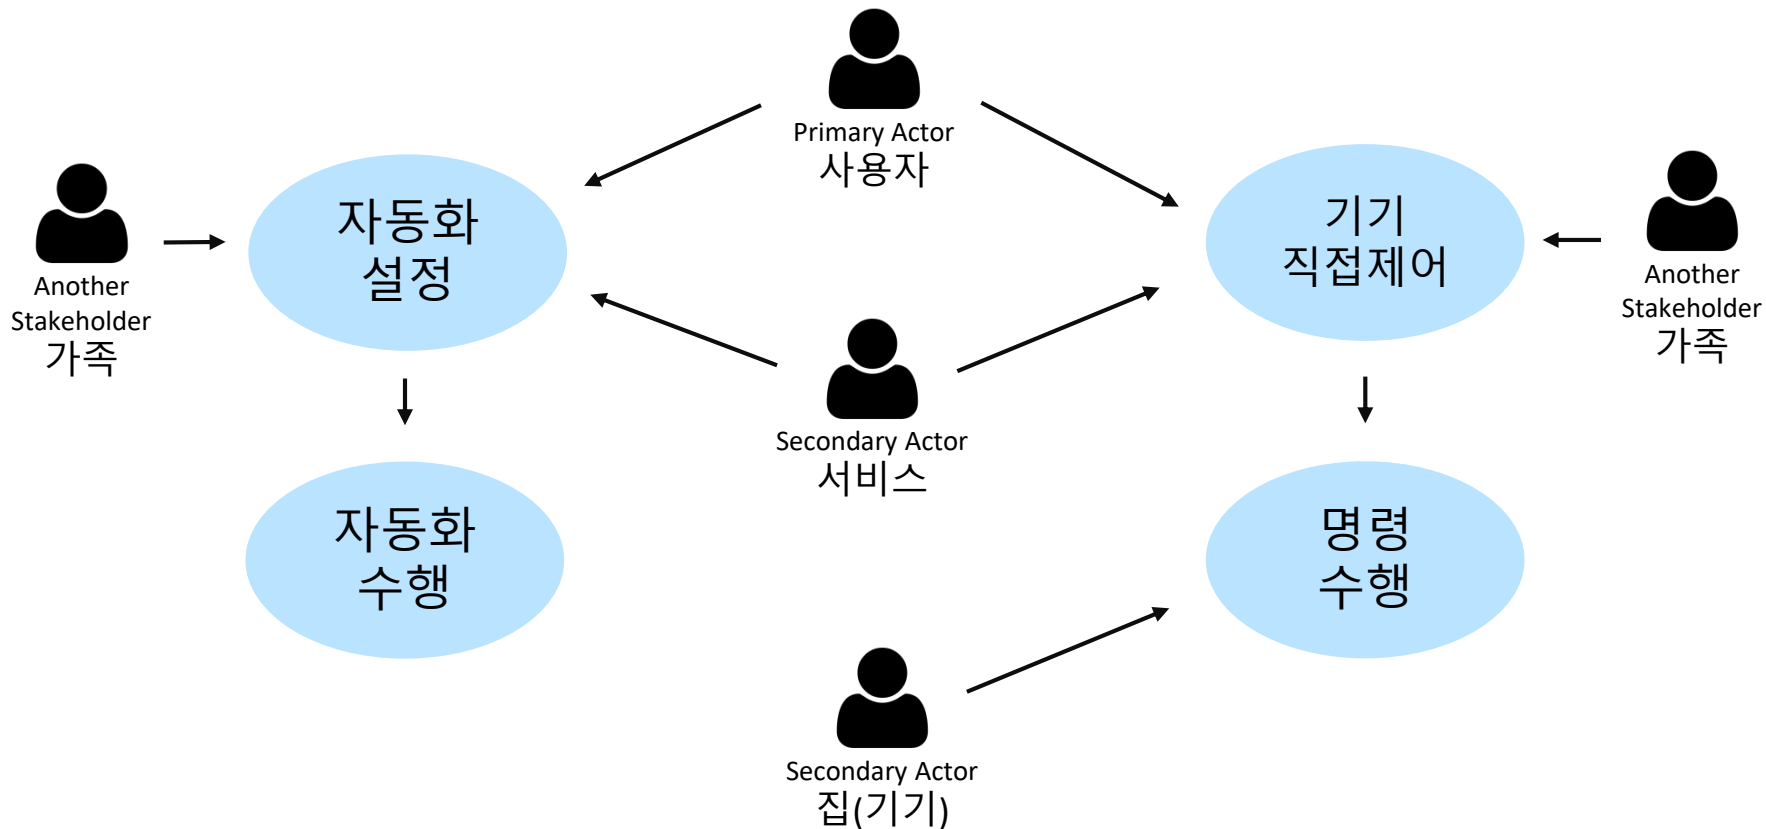 Primary Actor
사용자
자동화
설정
기기
직접제어
Another
Stakeholder
가족
Another
Stakeholder
가족
Secondary Actor
서비스
자동화
수행
명령
수행
Secondary Actor
집(기기)